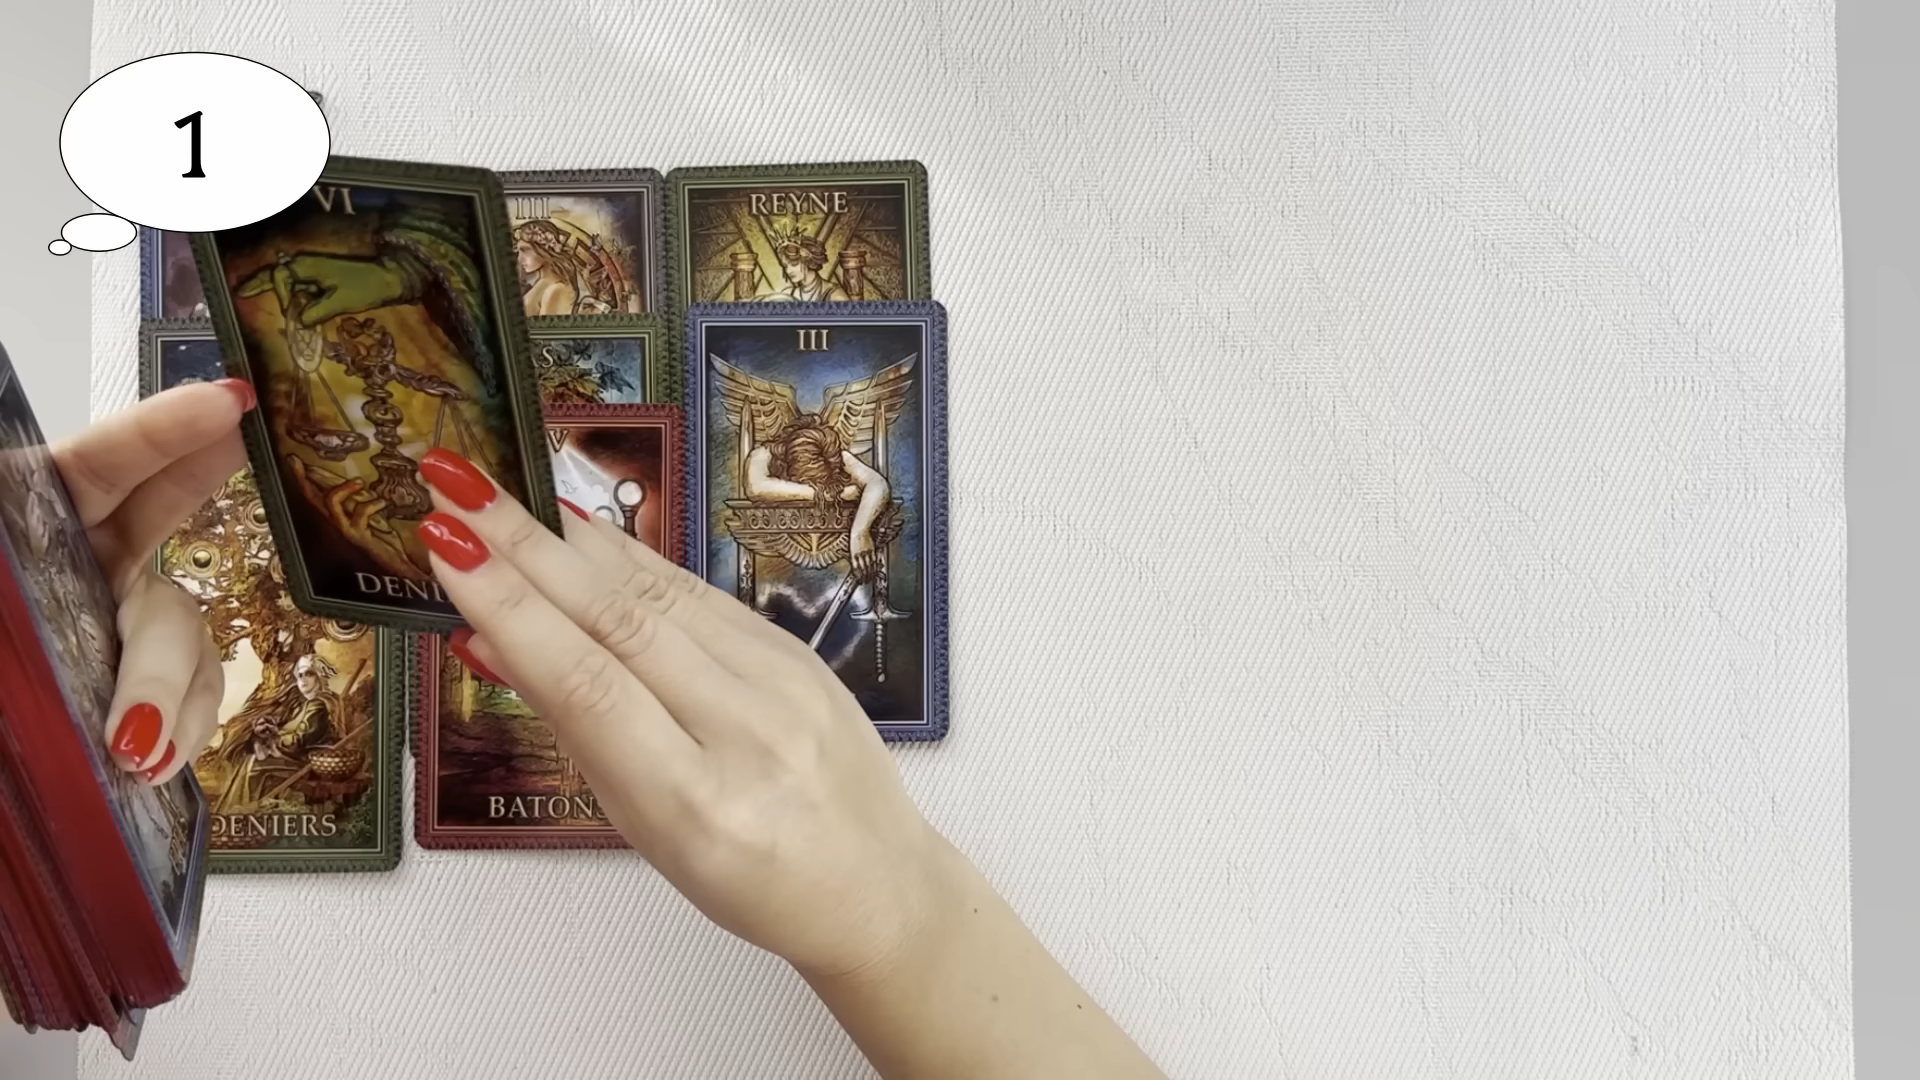 1
VI
III
REYNE
III
V
DENI
BATONS
DENIERS